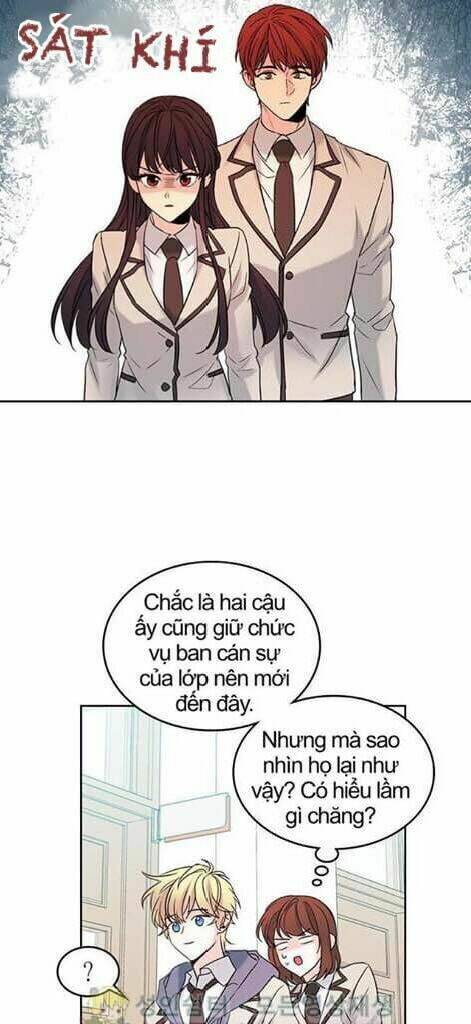 SÁT KHÍ
Chắc là hai cậu
ấy cũng giữ chức
vụ ban cán sự
của lớp nên mới
đến đây.
Nhưng mà sao
nhìn họ lại như
vậy? Có hiểu lầm
gì chăng?
?